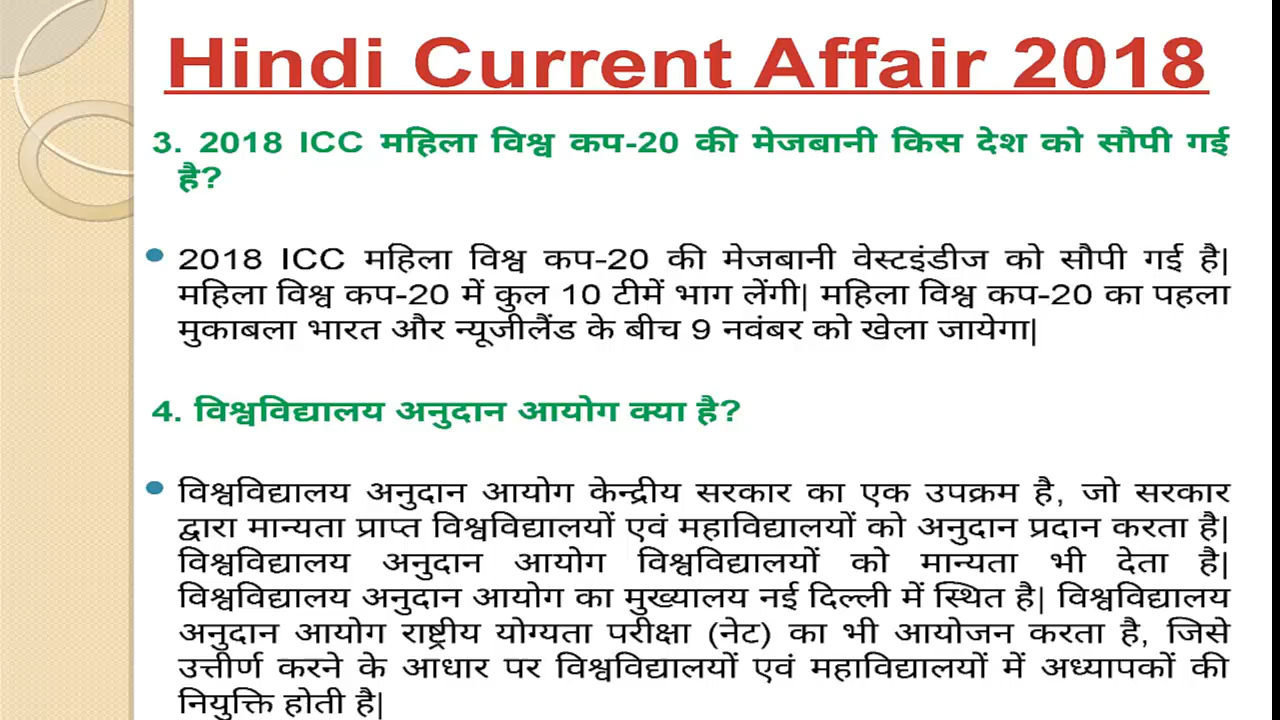 Hindi Current Affair 2018
3. 2018 ICC महिला विश्व कप-20 की मेजबानी किस देश को सौपी गई
है?
2018 ICC महिला विश्व कप-20 की मेजबानी वेस्टइंडीज को सौपी गई है|
महिला विश्व कप-20 में कुल 10 टीमें भाग लेंगी| महिला विश्व कप-20 का पहला
मुकाबला भारत और न्यूजीलैंड के बीच 9 नवंबर को खेला जायेगा|
4. विश्वविद्यालय अनुदान आयोग क्या है?
विश्वविद्यालय अनुदान आयोग केन्द्रीय सरकार का एक उपक्रम है, जो सरकार
द्वारा मान्यता प्राप्त विश्वविद्यालयों एवं महाविद्यालयों को अनुदान प्रदान करता है|
विश्वविद्यालय अनुदान आयोग विश्वविद्यालयों को मान्यता भी देता है|
विश्वविद्यालय अनुदान आयोग का मुख्यालय नई दिल्ली में स्थित है| विश्वविद्यालय
अनुदान आयोग राष्ट्रीय योग्यता परीक्षा (नेट) का भी आयोजन करता है, जिसे
उत्तीर्ण करने के आधार पर विश्वविद्यालयों एवं महाविद्यालयों में अध्यापकों की
नियुक्ति होती है|